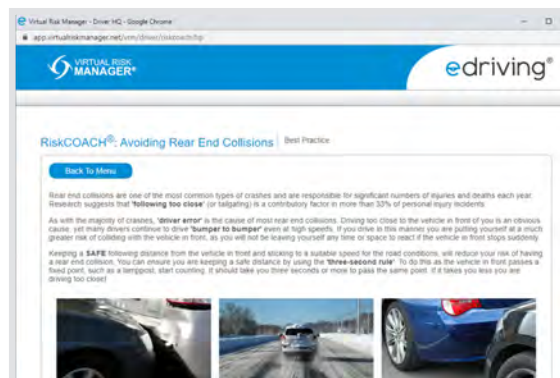 Virtual Risk Manager - Driver HQ - Google Chrome
app.virtualriskmanager.net/vrm/driver/riskcoach/bp
VIRTUAL RISK
MANAGER®
edriving®
RiskCOACH®: Avoiding Rear End Collisions
Best Practice
Back To Menu
Rear end collisions are one of the most common types of crashes and are responsible for significant numbers of injuries and deaths each year.
Research suggests that 'following too close' (or tailgating) is a contributory factor in more than 33% of personal injury incidents.
As with the majority of crashes, 'driver error' is the cause of most rear end collisions. Driving too close to the vehicle in front of you is an obvious
cause, yet many drivers continue to drive 'bumper to bumper' even at high speeds. If you drive in this manner you are putting yourself at a much
greater risk of colliding with the vehicle in front, as you will not be leaving yourself any time or space to react if the vehicle in front stops suddenly.
Keeping a SAFE following distance from the vehicle in front and sticking to a suitable speed for the road conditions, will reduce your risk of having
a rear end collision. You can ensure you are keeping a safe distance by using the 'three-second rule'. To do this as the vehicle in front passes a
fixed point, such as a lamppost, start counting. It should take you three seconds or more to pass the same point. If it takes you less you are
driving too close!